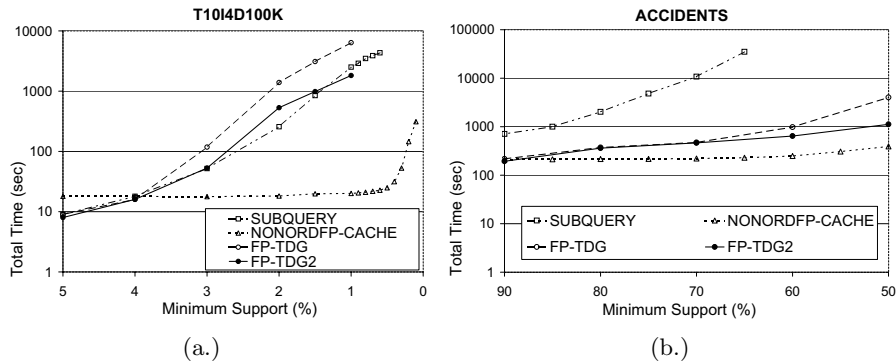 T10I4D100K
Total Time (sec)
10000
1000
100
10
1
5 4 3 2 1 0
Minimum Support (%)
SUBQUERY
NONORDFP-CACHE
FP-TDG
FP-TDG2
(a.)
ACCIDENTS
Total Time (sec)
100000
10000
1000
100
10
1
90 80 70 60 50
Minimum Support (%)
SUBQUERY NONORDFP-CACHE
FP-TDG FP-TDG2
(b.)